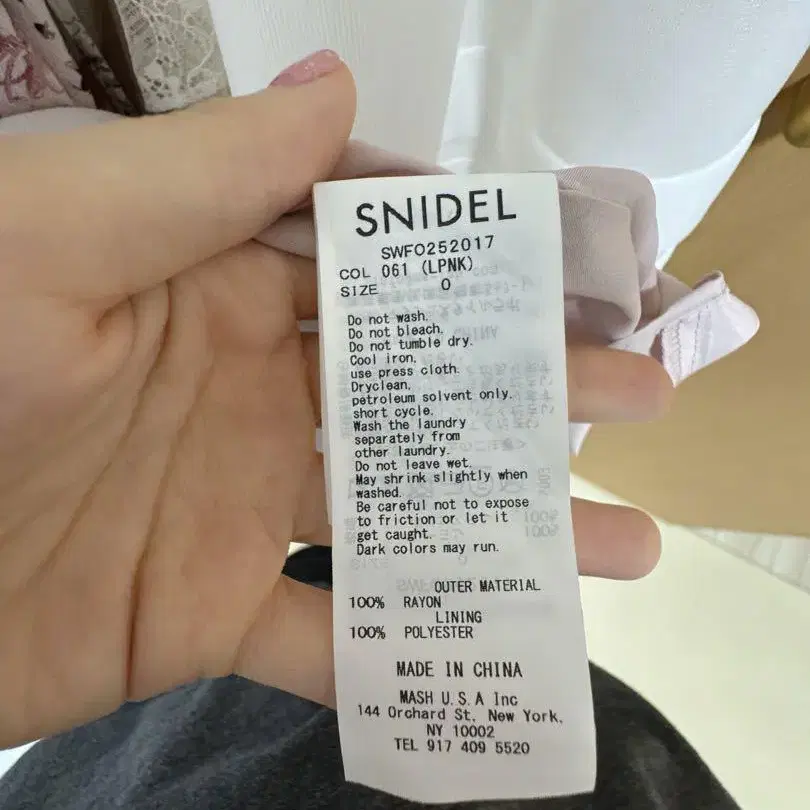 SNIDEL
SWFO252017
COL 061 (LPNK)
SIZE 0
Do not wash.
Do not bleach.
Do not tumble dry.
Cool iron,
use press cloth.
Dryclean,
petroleum solvent only.
short cycle.
Wash the laundry
separately from
other laundry.
Do not leave wet.
May shrink slightly when
washed.
Be careful not to expose
to friction or let it
get caught.
Dark colors may run.
OUTER MATERIAL
100% RAYON
LINING
100% POLYESTER
MADE IN CHINA
MASH U.S.A Inc
144 Orchard St, New York,
NY 10002
TEL 917 409 5520